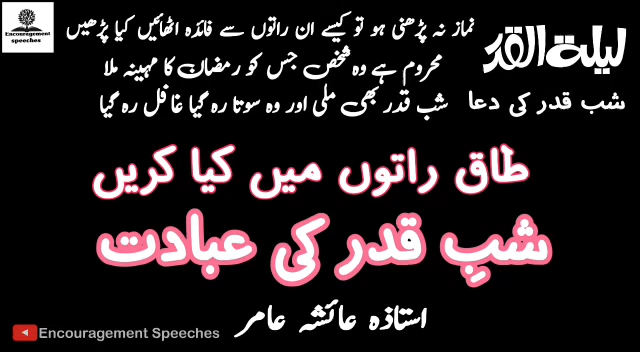 Encouragement
speeches
نماز نہ پڑھنی ہو تو کیسے ان راتوں سے فائدہ اٹھائیں کیا پڑھیں
لیلۃ القدر
محروم ہے وہ شخص جس کو رمضان کا مہینہ ملا
شب قدر کی دعا
شب قدر بھی ملی اور وہ سوتا رہ گیا غافل رہ گیا
طاق راتوں میں کیا کریں
شبِ قدر کی عبادت
استاذہ عائشہ عامر
Encouragement Speeches